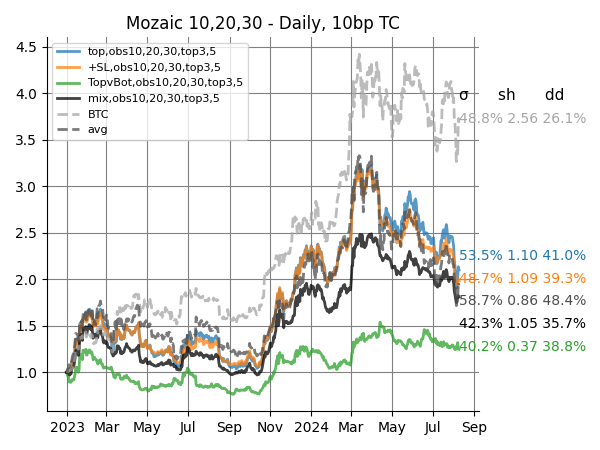 Mozaic 10,20,30 - Daily, 10bp TC
4.5
4.0
3.5
3.0
2.5
2.0
1.5
1.0
top,obs10,20,30,top3,5
+SL,obs10,20,30,top3,5
TopvBot,obs10,20,30,top3,5
mix,obs10,20,30,top3,5
BTC
avg
σ sh dd
48.8% 2.56 26.1%
53.5% 1.10 41.0%
48.7% 1.09 39.3%
58.7% 0.86 48.4%
42.3% 1.05 35.7%
40.2% 0.37 38.8%
2023 Mar May Jul Sep Nov 2024 Mar May Jul Sep